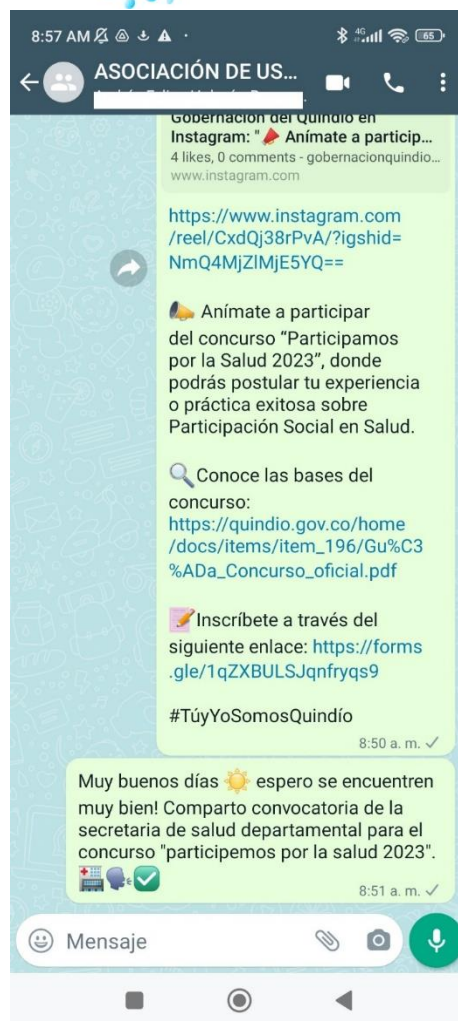 8:57 AM
4G
65
ASOCIACIÓN DE US...
Gobernación del Quindío en
Instagram: "📣 Anímate a particip...
4 likes, 0 comments - gobernacionquindio...
www.instagram.com
https://www.instagram.com
/reel/CxdQj38rPvA/?igshid=
NmQ4MjZlMjE5YQ==
📣 Anímate a participar
del concurso “Participamos
por la Salud 2023”, donde
podrás postular tu experiencia
o práctica exitosa sobre
Participación Social en Salud.
🔍 Conoce las bases del
concurso:
https://quindio.gov.co/home
/docs/items/item_196/Gu%C3
%ADa_Concurso_oficial.pdf
📝Inscríbete a través del
siguiente enlace: https://forms
.gle/1qZXBULSJqnfryqs9
#TúyYoSomosQuindío
8:50 a. m. ✓
Muy buenos días ☀️ espero se encuentren
muy bien! Comparto convocatoria de la
secretaria de salud departamental para el
concurso "participemos por la salud 2023".
🏥🗣️✅
8:51 a. m. ✓
Mensaje